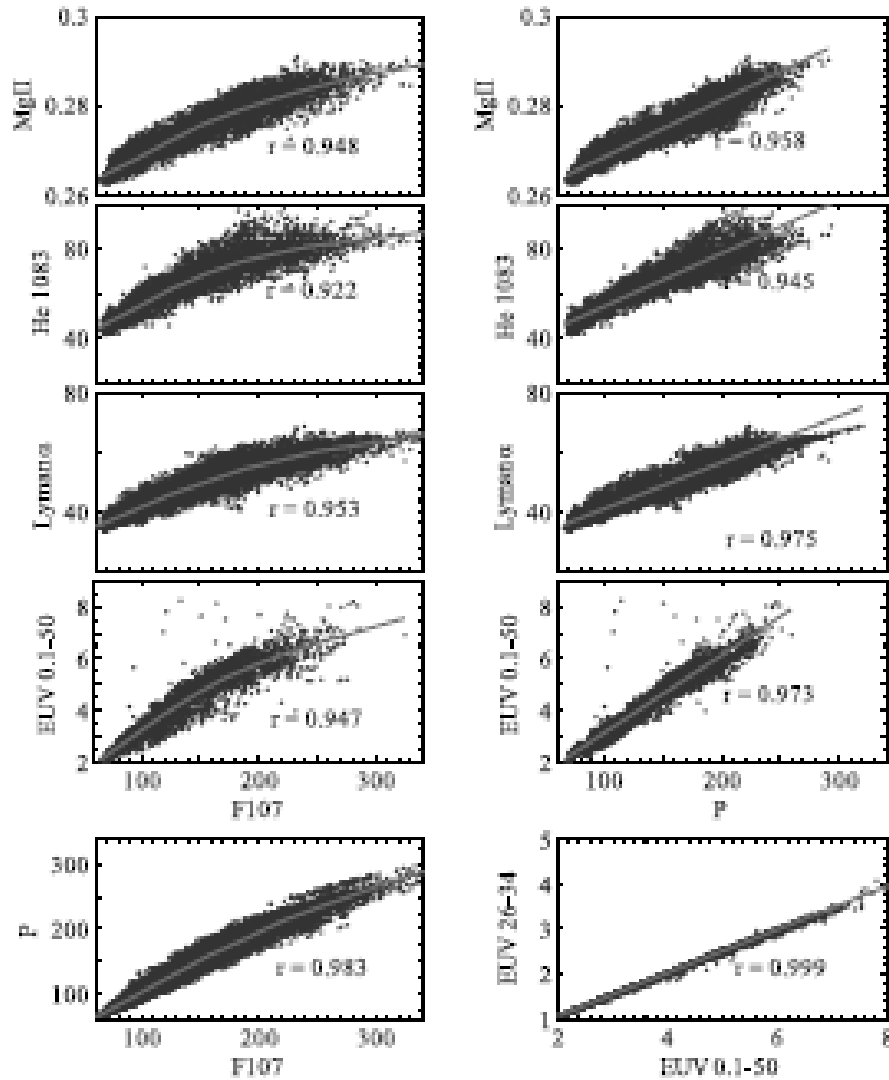 0.3
MgII
0.28
r = 0.948
0.26
0.3
MgII
0.28
r = 0.958
0.26
He 1083
80
r = 0.922
40
He 1083
80
r = 0.945
40
80
Lymanα
40
r = 0.953
80
Lymanα
40
r = 0.975
8
EUV 0.1–50
6
4
r = 0.947
2
100
200
300
F107
8
EUV 0.1–50
6
r = 0.973
4
2
100
200
300
P
300
P
200
r = 0.983
100
100
200
300
F107
5
EUV 26–34
4
3
r = 0.999
2
1
2
4
6
8
EUV 0.1–50